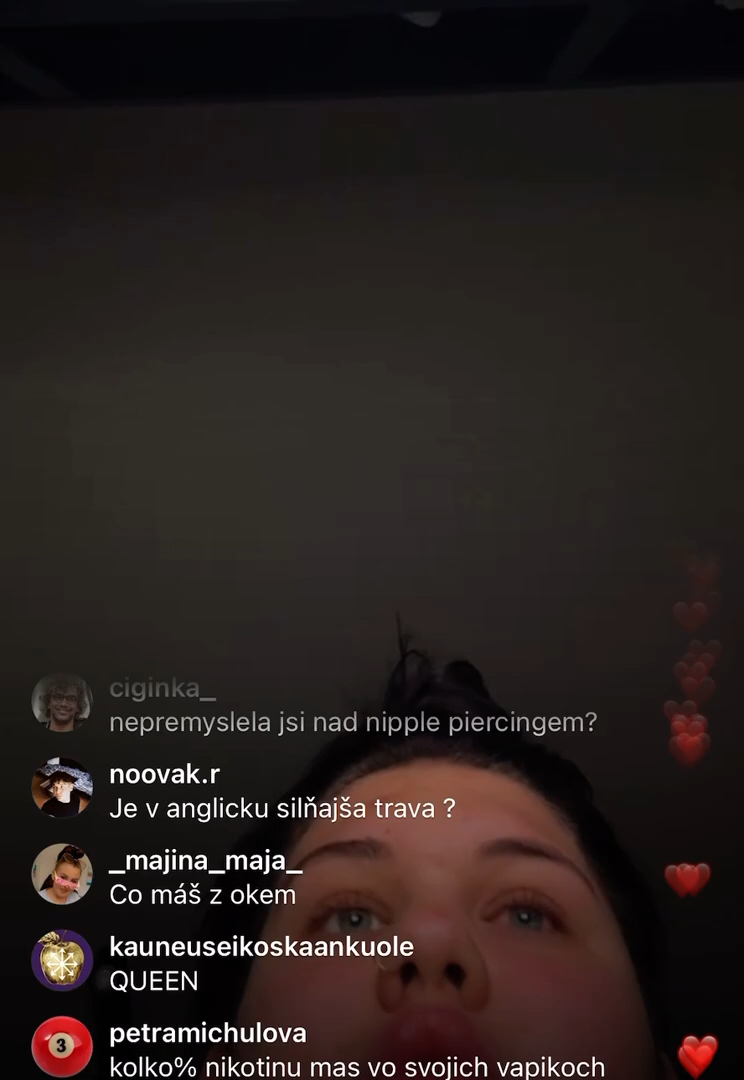 ciginka_
nepremyslela jsi nad nipple piercingem?
noovak.r
Je v anglicku silňajša trava ?
_majina_maja_
Co máš z okem
kauneuseikoskaankuole
QUEEN
petramichulova
kolko% nikotinu mas vo svojich vapikoch
3